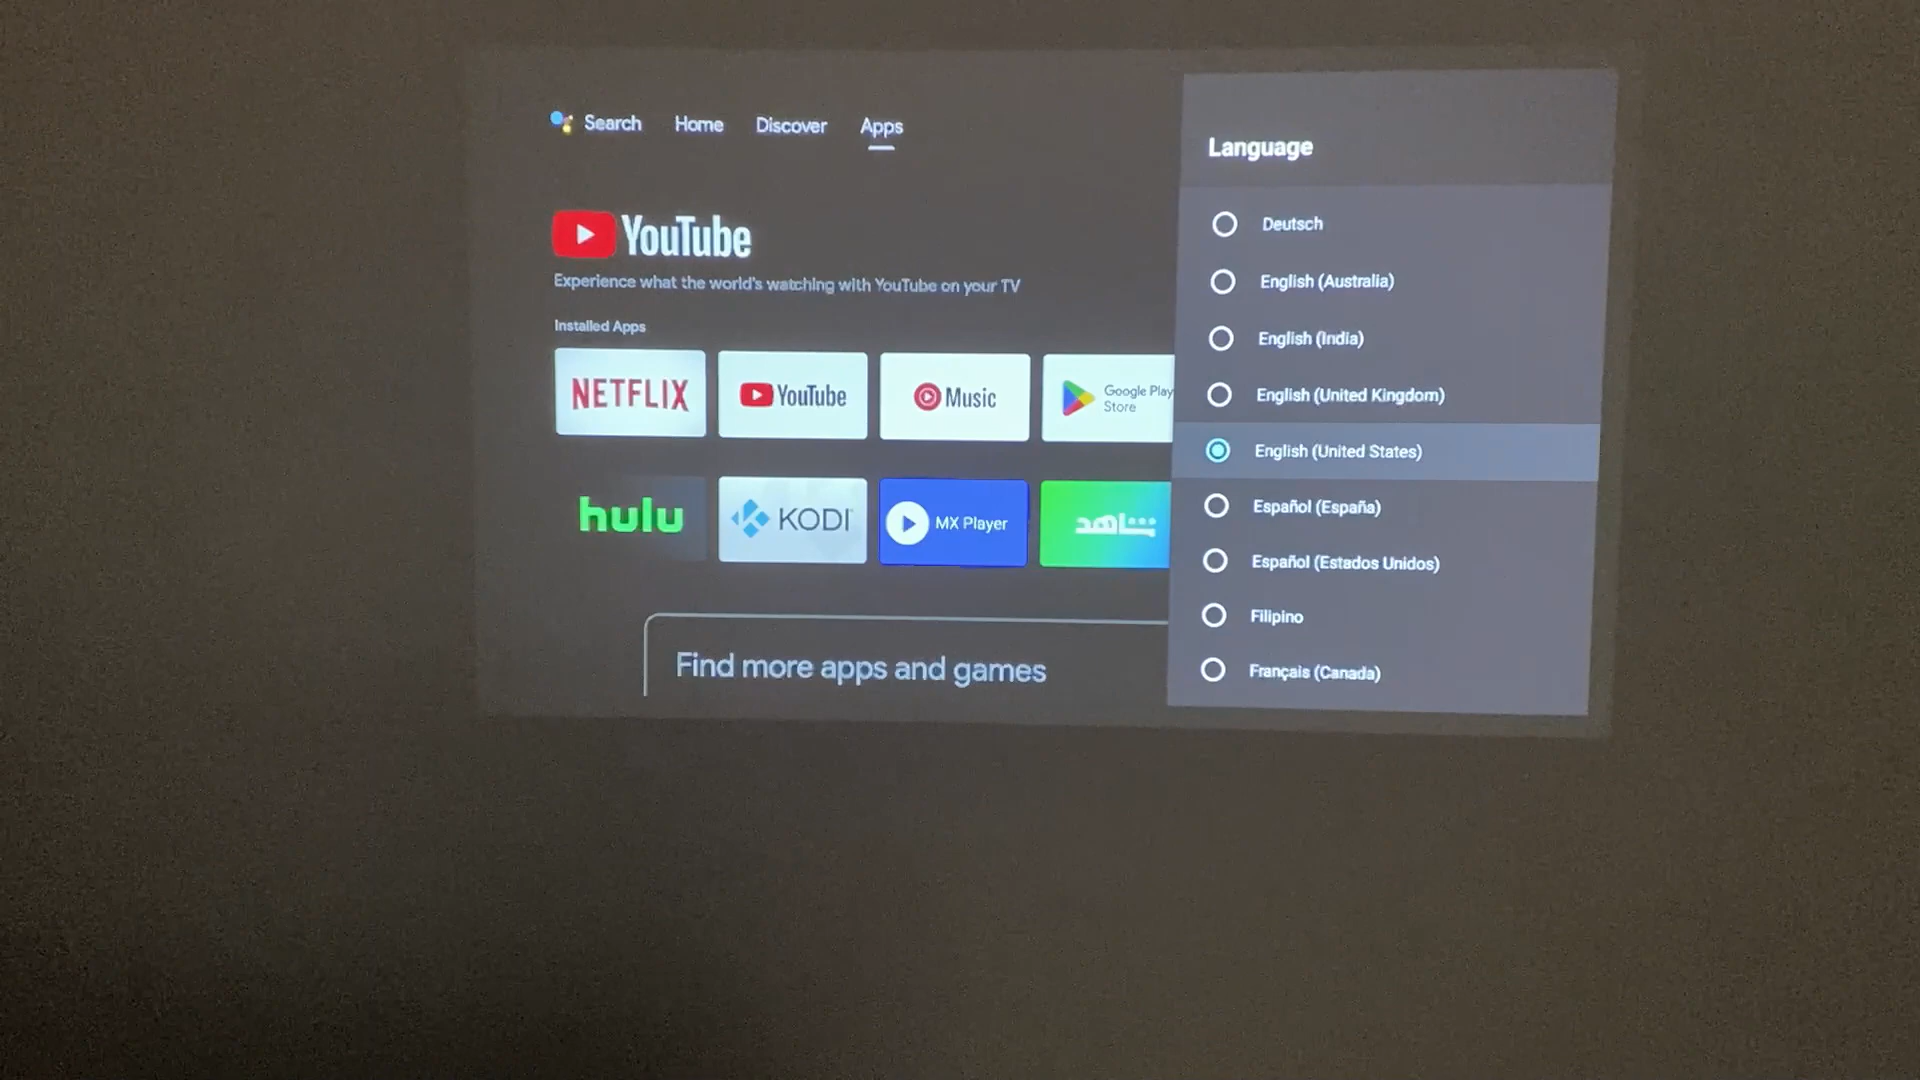 Search Home Discover Apps
YouTube
Experience what the world's watching with YouTube on your TV
Installed Apps
NETFLIX
YouTube
Music
Google Play
Store
hulu
KODI
MX Player
شاهد
Find more apps and games
Language
Deutsch
English (Australia)
English (India)
English (United Kingdom)
English (United States)
Español (España)
Español (Estados Unidos)
Filipino
Français (Canada)